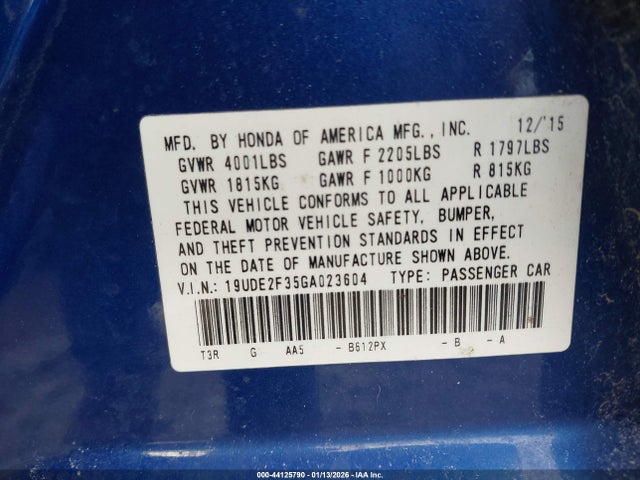 MFD. BY HONDA OF AMERICA MFG., INC. 12/'15
GVWR 4001LBS GAWR F 2205LBS R 1797LBS
GVWR 1815KG GAWR F 1000KG R 815KG
THIS VEHICLE CONFORMS TO ALL APPLICABLE
FEDERAL MOTOR VEHICLE SAFETY, BUMPER,
AND THEFT PREVENTION STANDARDS IN EFFECT
ON THE DATE OF MANUFACTURE SHOWN ABOVE.
V.I.N.: 19UDE2F35GA023604 TYPE: PASSENGER CAR
T3R G AA5 - B612PX - B - A
000-44125790 - 01/13/2026 - IAA Inc.